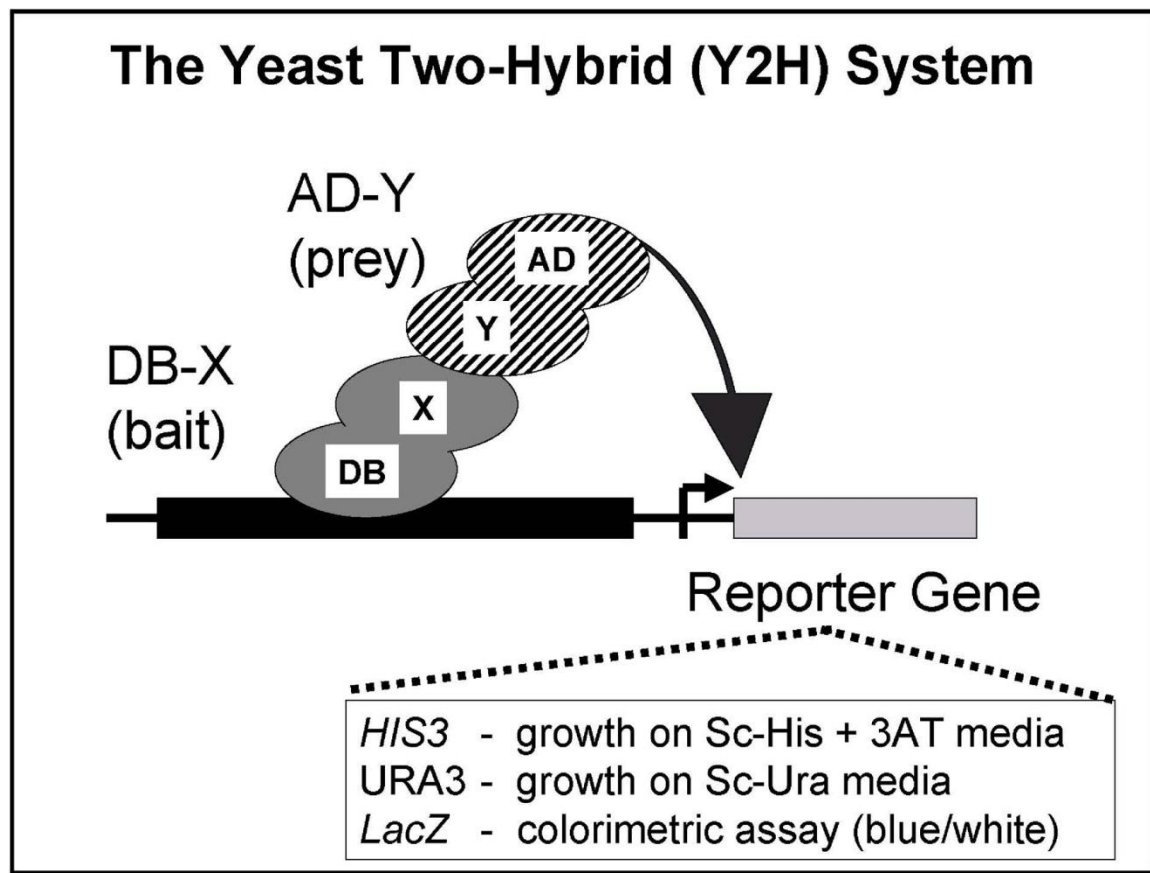 The Yeast Two-Hybrid (Y2H) System
AD-Y
(prey)
AD
Y
DB-X
(bait)
X
DB
Reporter Gene
HIS3 - growth on Sc-His + 3AT media
URA3 - growth on Sc-Ura media
LacZ - colorimetric assay (blue/white)